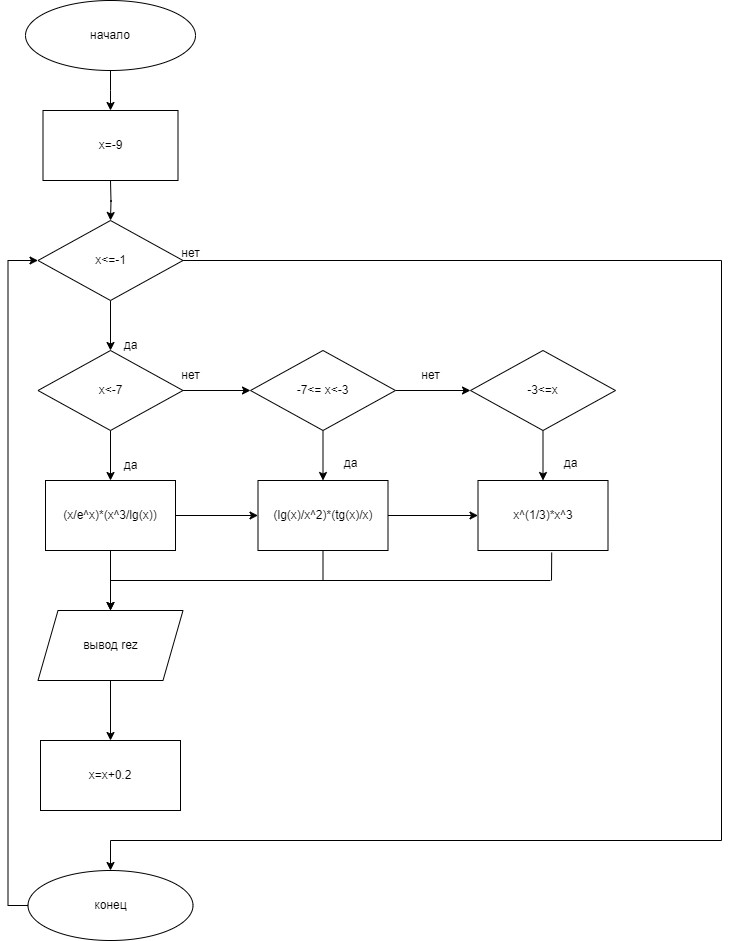 начало
x=-9
x<=-1
нет
да
x<-7
нет
-7<= x<-3
нет
-3<=x
да
да
да
(x/e^x)*(x^3/lg(x))
(lg(x)/x^2)*(tg(x)/x)
x^(1/3)*x^3
вывод rez
x=x+0.2
конец